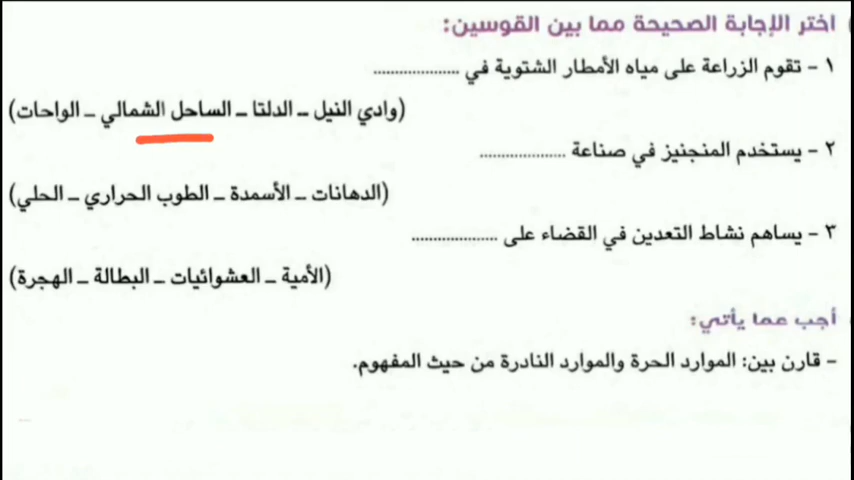 اختر الإجابة الصحيحة مما بين القوسين:
١ – تقوم الزراعة على مياه الأمطار الشتوية في ...................
(وادي النيل – الدلتا – الساحل الشمالي – الواحات)
٢ – يستخدم المنجنيز في صناعة ...................
(الدهانات – الأسمدة – الطوب الحراري – الحلي)
٣ – يساهم نشاط التعدين في القضاء على ...................
(الأمية – العشوائيات – البطالة – الهجرة)
أجب عما يأتي:
– قارن بين: الموارد الحرة والموارد النادرة من حيث المفهوم.